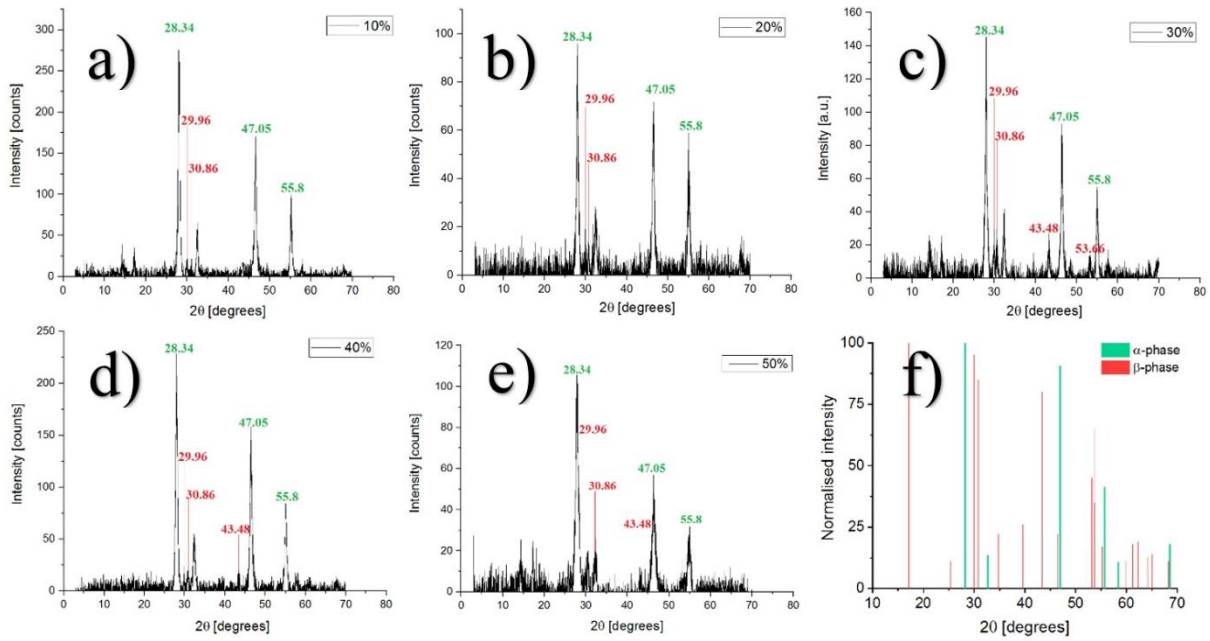 a)
10%
28.34
29.96
30.86
47.05
55.8
Intensity [counts]
300
250
200
150
100
50
0
0 10 20 30 40 50 60 70 80
2θ [degrees]
b)
20%
28.34
29.96
30.86
47.05
55.8
Intensity [counts]
120
100
80
60
40
20
0
0 10 20 30 40 50 60 70 80
2θ [degrees]
c)
30%
28.34
29.96
30.86
43.48
47.05
53.66
55.8
Intensity [a.u.]
160
140
120
100
80
60
40
20
0
0 10 20 30 40 50 60 70 80
2θ [degrees]
d)
40%
28.34
29.96
30.86
43.48
47.05
55.8
Intensity [counts]
250
200
150
100
50
0
0 10 20 30 40 50 60 70 80
2θ [degrees]
e)
50%
28.34
29.96
30.86
43.48
47.05
55.8
Intensity [counts]
120
100
80
60
40
20
0
0 10 20 30 40 50 60 70 80
2θ [degrees]
f)
α-phase
β-phase
Normalised intensity
100
75
50
25
0
10 20 30 40 50 60 70
2θ [degrees]